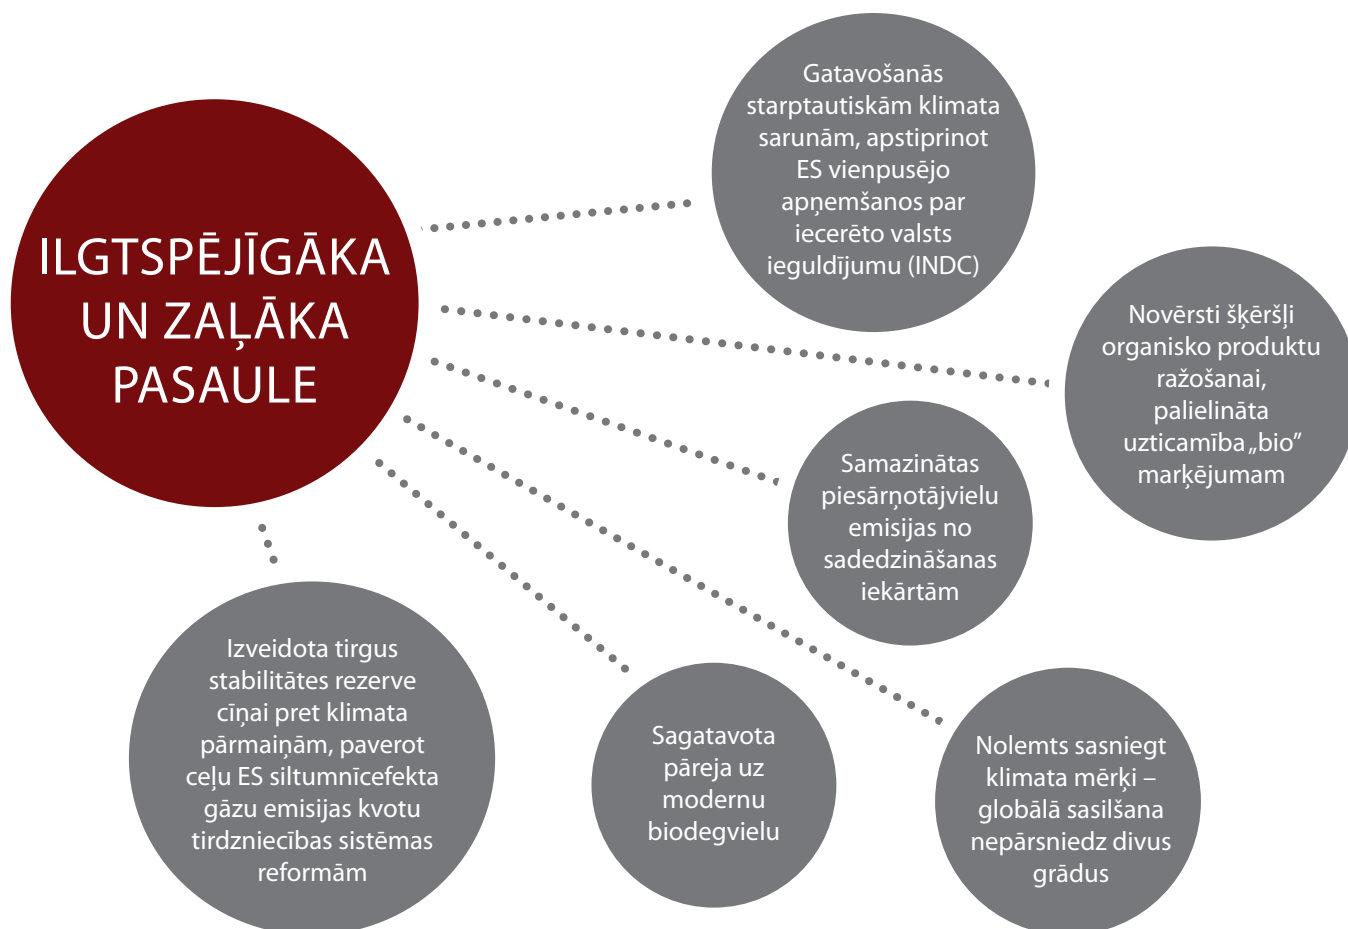 ILGTSPĒJĪGĀKA
UN ZAĻĀKA
PASAULE
Gatavošanās
starptautiskām klimata
sarunām, apstiprinot
ES vienpusējo
apņemšanos par
iecerēto valsts
ieguldījumu (INDC)
Novērsti šķēršļi
organisko produktu
ražošanai,
palielināta
uzticamība „bio”
marķējumam
Samazinātas
piesārņotājvielu
emisijas no
sadedzināšanas
iekārtām
Nolemts sasniegt
klimata mērķi –
globālā sasilšana
nepārsniedz divus
grādus
Sagatavota
pāreja uz
modernu
biodegvielu
Izveidota tirgus
stabilitātes rezerve
cīņai pret klimata
pārmaiņām, paverot
ceļu ES siltumnīcefekta
gāzu emisijas kvotu
tirdzniecības sistēmas
reformām